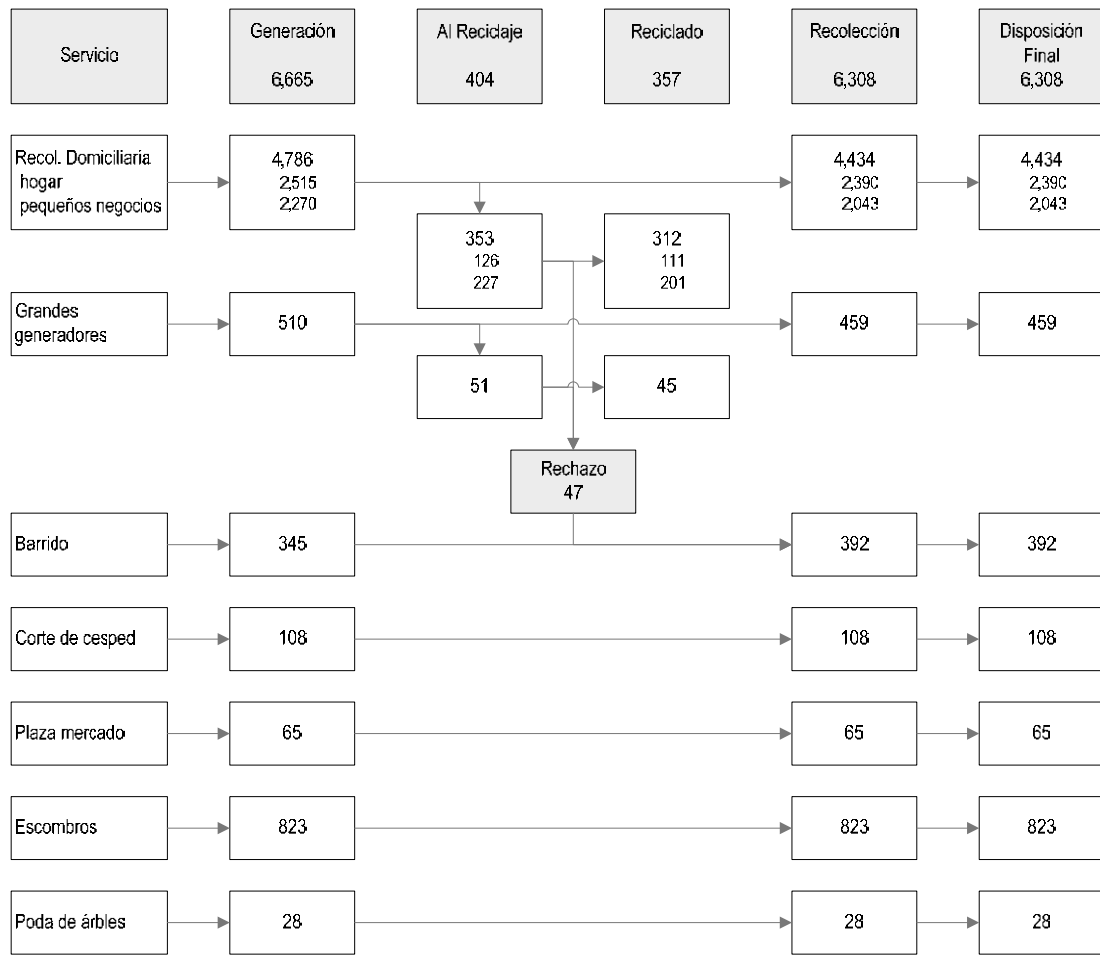 Servicio
Generación
6,665
Al Reciclaje
404
Reciclado
357
Recolección
6,308
Disposición
Final
6,308
Recol. Domiciliaría
hogar
pequeños negocios
4,786
2,515
2,270
4,434
2,390
2,043
4,434
2,390
2,043
353
126
227
312
111
201
Grandes
generadores
510
459
459
51
45
Rechazo
47
Barrido
345
392
392
Corte de cesped
108
108
108
Plaza mercado
65
65
65
Escombros
823
823
823
Poda de árbles
28
28
28